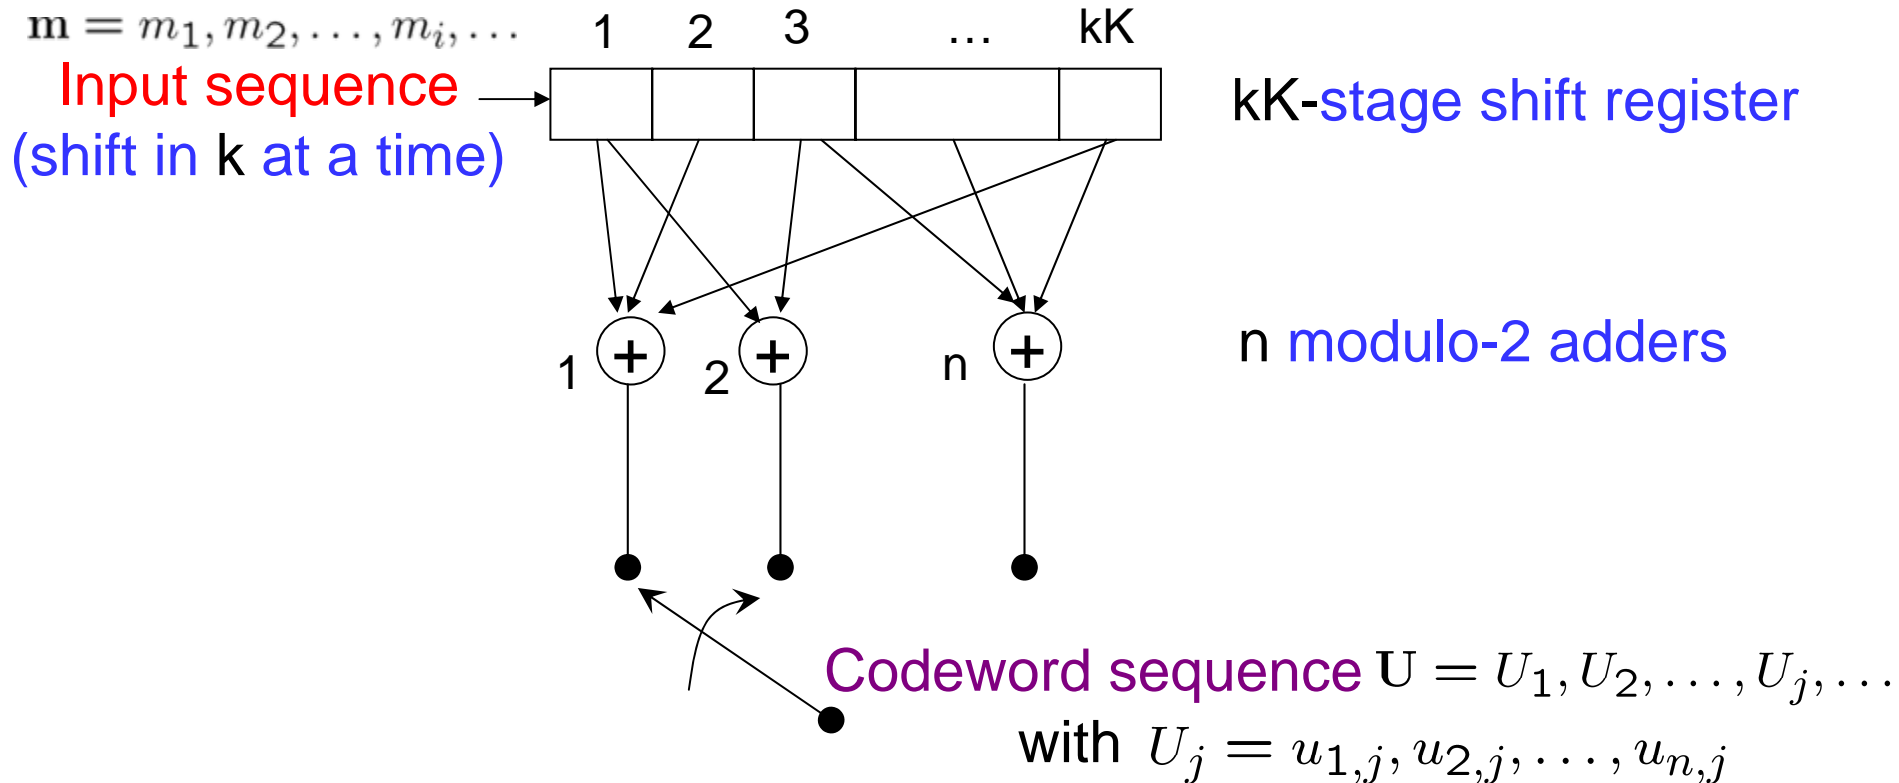 m = m₁, m₂, . . . , mᵢ, . . .
1 2 3 ... kK
Input sequence
(shift in k at a time)
kK-stage shift register
+ + +
1 2 n
n modulo-2 adders
Codeword sequence U = U₁, U₂, . . . , Uⱼ, . . .
with Uⱼ = u₁,ⱼ, u₂,ⱼ, . . . , uₙ,ⱼ